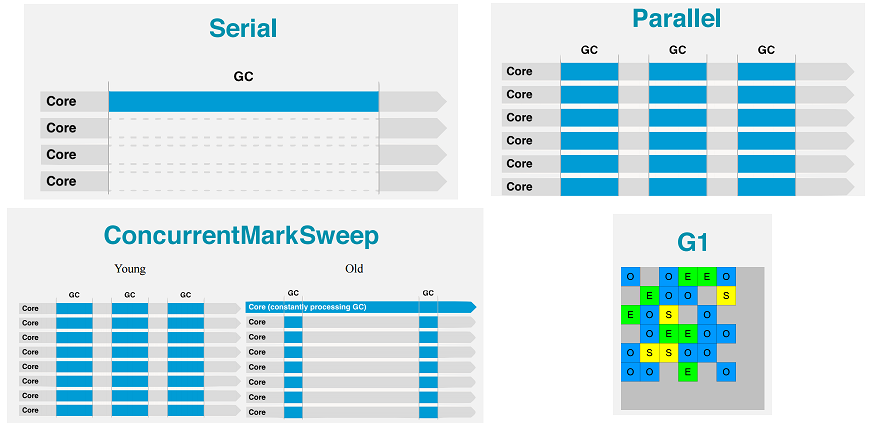 Serial
GC
Core
Core
Core
Core
Parallel
GC GC GC
Core
Core
Core
Core
Core
Core
ConcurrentMarkSweep
Young
GC GC GC
Core
Core
Core
Core
Core
Core
Core
Core
Old
GC GC
Core (constantly processing GC)
Core
Core
Core
Core
Core
Core
Core
G1
O O E E O
E O O S
E O S O
O E E O O
O S S O O
O O E O